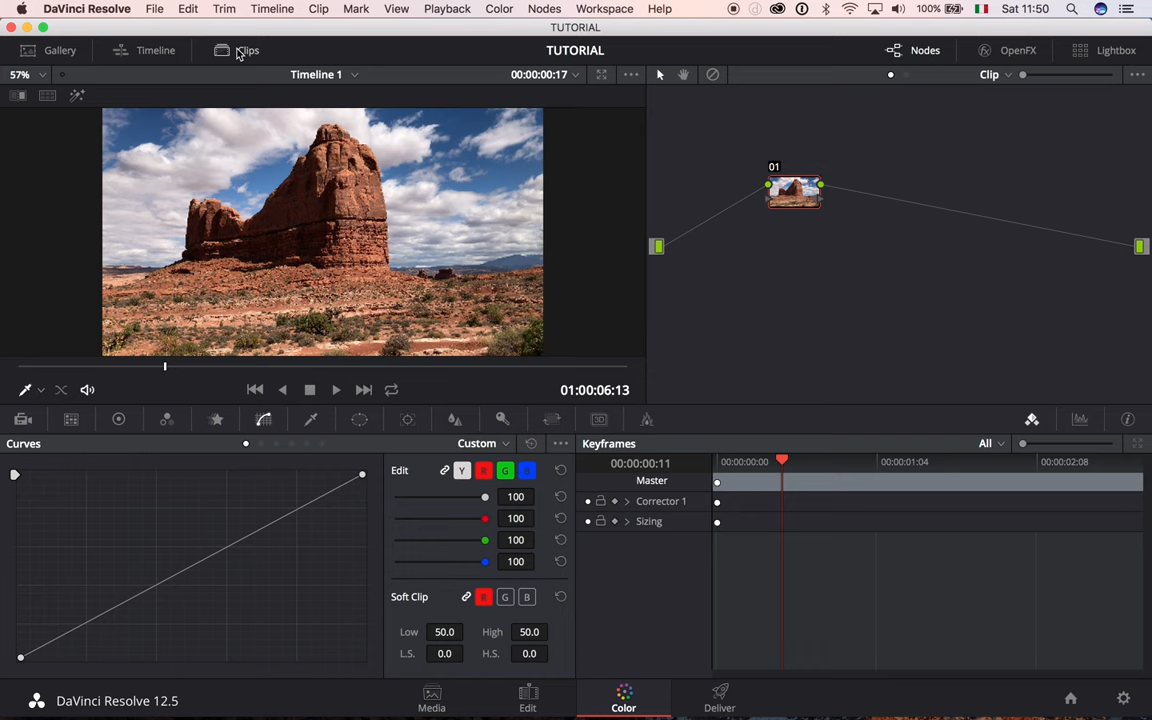 DaVinci Resolve File Edit Trim Timeline Clip Mark View Playback Color Nodes Workspace Help 100% Sat 11:50
TUTORIAL
Gallery Timeline Clips TUTORIAL Nodes OpenFX Lightbox
57% Timeline 1 00:00:00:17 Clip
01
01:00:06:13
Curves Custom Keyframes All
Edit Y R G B 00:00:00:11 00:00:00:00 00:00:01:04 00:00:02:08
Master
100 Corrector 1
100 Sizing
100
100
Soft Clip R G B
Low 50.0 High 50.0
L.S. 0.0 H.S. 0.0
DaVinci Resolve 12.5 Media Edit Color Deliver